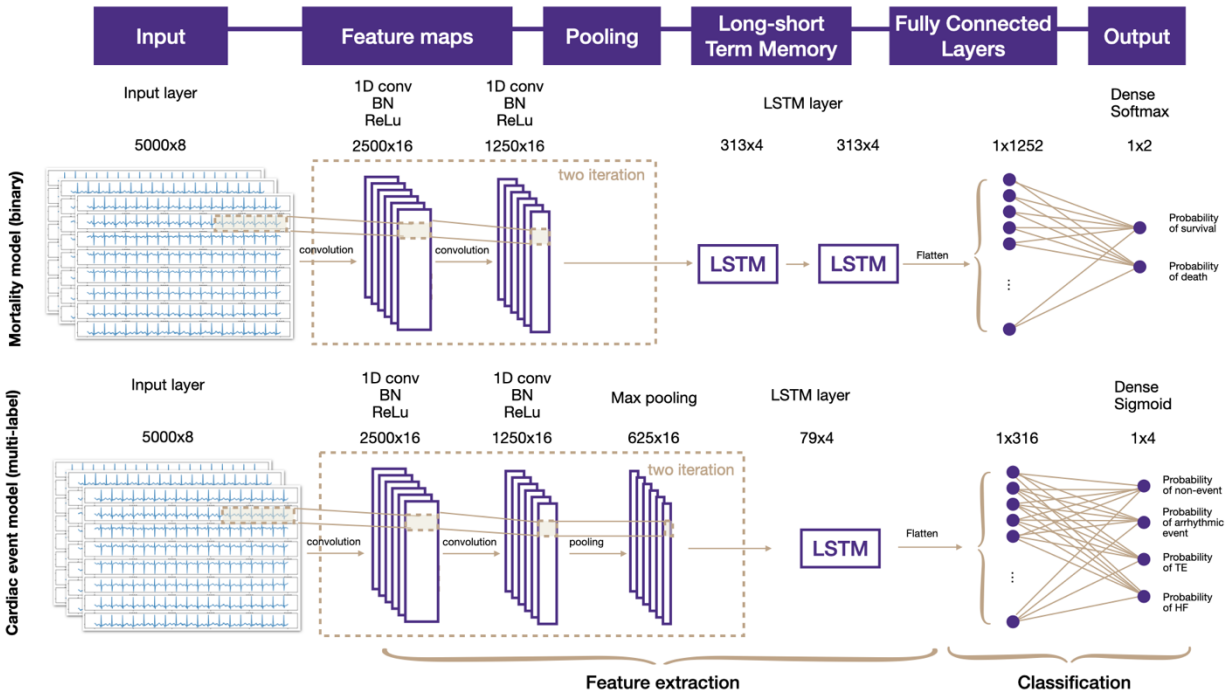 Input
Feature maps
Pooling
Long-short
Term Memory
Fully Connected
Layers
Output
Mortality model (binary)
Input layer
5000x8
1D conv
BN
ReLu
2500x16
1D conv
BN
ReLu
1250x16
two iteration
convolution
convolution
LSTM layer
313x4
313x4
LSTM
LSTM
Flatten
1x1252
...
Dense
Softmax
1x2
Probability
of survival
Probability
of death
Cardiac event model (multi-label)
Input layer
5000x8
1D conv
BN
ReLu
2500x16
1D conv
BN
ReLu
1250x16
Max pooling
625x16
two iteration
convolution
convolution
pooling
LSTM layer
79x4
LSTM
Flatten
1x316
...
Dense
Sigmoid
1x4
Probability
of non-event
Probability
of arrhythmic
event
Probability
of TE
Probability
of HF
Feature extraction
Classification